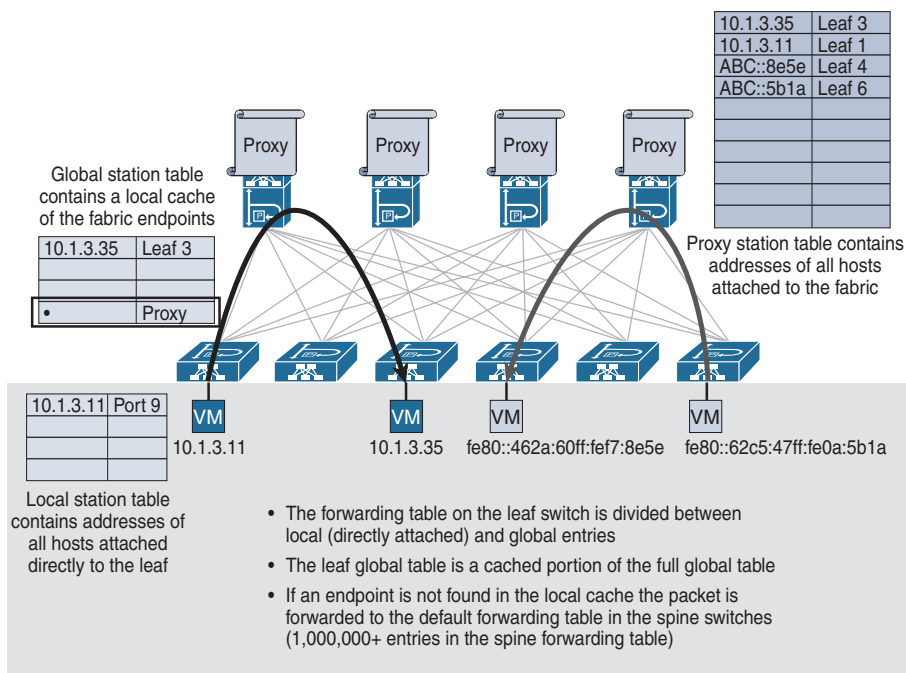 10.1.3.35 Leaf 3
10.1.3.11 Leaf 1
ABC::8e5e Leaf 4
ABC::5b1a Leaf 6
Proxy Proxy Proxy Proxy
Global station table
contains a local cache
of the fabric endpoints
10.1.3.35 Leaf 3
• Proxy
Proxy station table contains
addresses of all hosts
attached to the fabric
P P P P
10.1.3.11 Port 9
VM VM VM VM
10.1.3.11 10.1.3.35 fe80::462a:60ff:fef7:8e5e fe80::62c5:47ff:fe0a:5b1a
Local station table
contains addresses of
all hosts attached
directly to the leaf
• The forwarding table on the leaf switch is divided between
local (directly attached) and global entries
• The leaf global table is a cached portion of the full global table
• If an endpoint is not found in the local cache the packet is
forwarded to the default forwarding table in the spine switches
(1,000,000+ entries in the spine forwarding table)